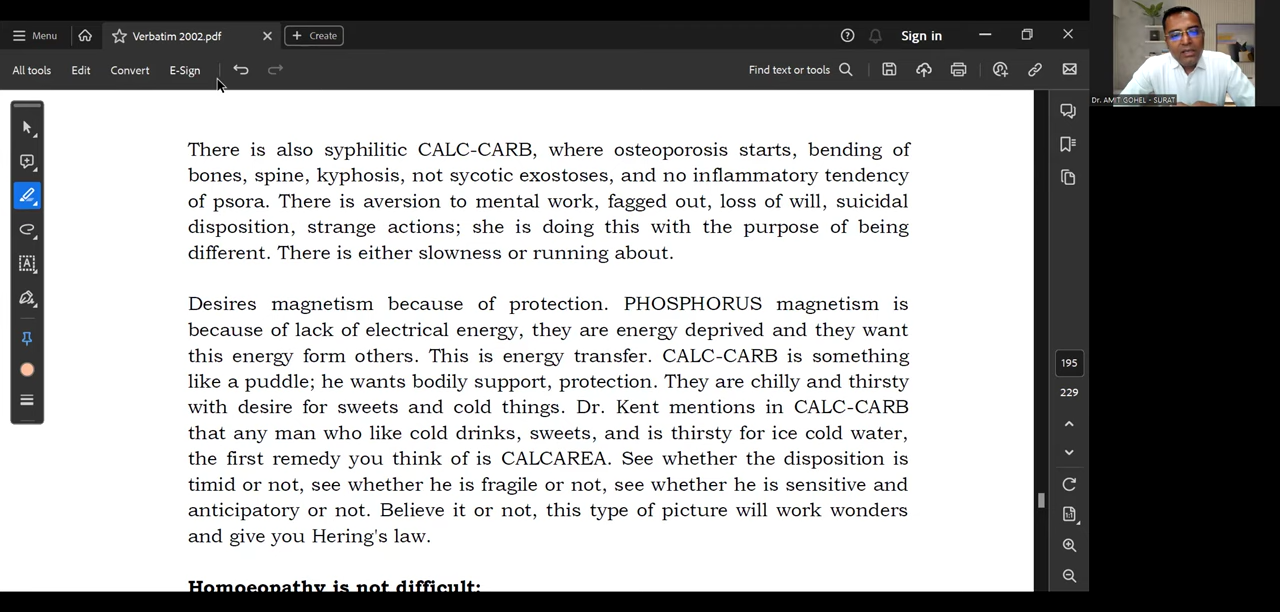 Menu
Verbatim 2002.pdf
Create
Sign in
All tools
Edit
Convert
E-Sign
Find text or tools
Dr. AMIT GOHEL - SURAT
There is also syphilitic CALC-CARB, where osteoporosis starts, bending of
bones, spine, kyphosis, not sycotic exostoses, and no inflammatory tendency
of psora. There is aversion to mental work, fagged out, loss of will, suicidal
disposition, strange actions; she is doing this with the purpose of being
different. There is either slowness or running about.
Desires magnetism because of protection. PHOSPHORUS magnetism is
because of lack of electrical energy, they are energy deprived and they want
this energy form others. This is energy transfer. CALC-CARB is something
like a puddle; he wants bodily support, protection. They are chilly and thirsty
with desire for sweets and cold things. Dr. Kent mentions in CALC-CARB
that any man who like cold drinks, sweets, and is thirsty for ice cold water,
the first remedy you think of is CALCAREA. See whether the disposition is
timid or not, see whether he is fragile or not, see whether he is sensitive and
anticipatory or not. Believe it or not, this type of picture will work wonders
and give you Hering's law.
Homoeopathy is not difficult:
195
229